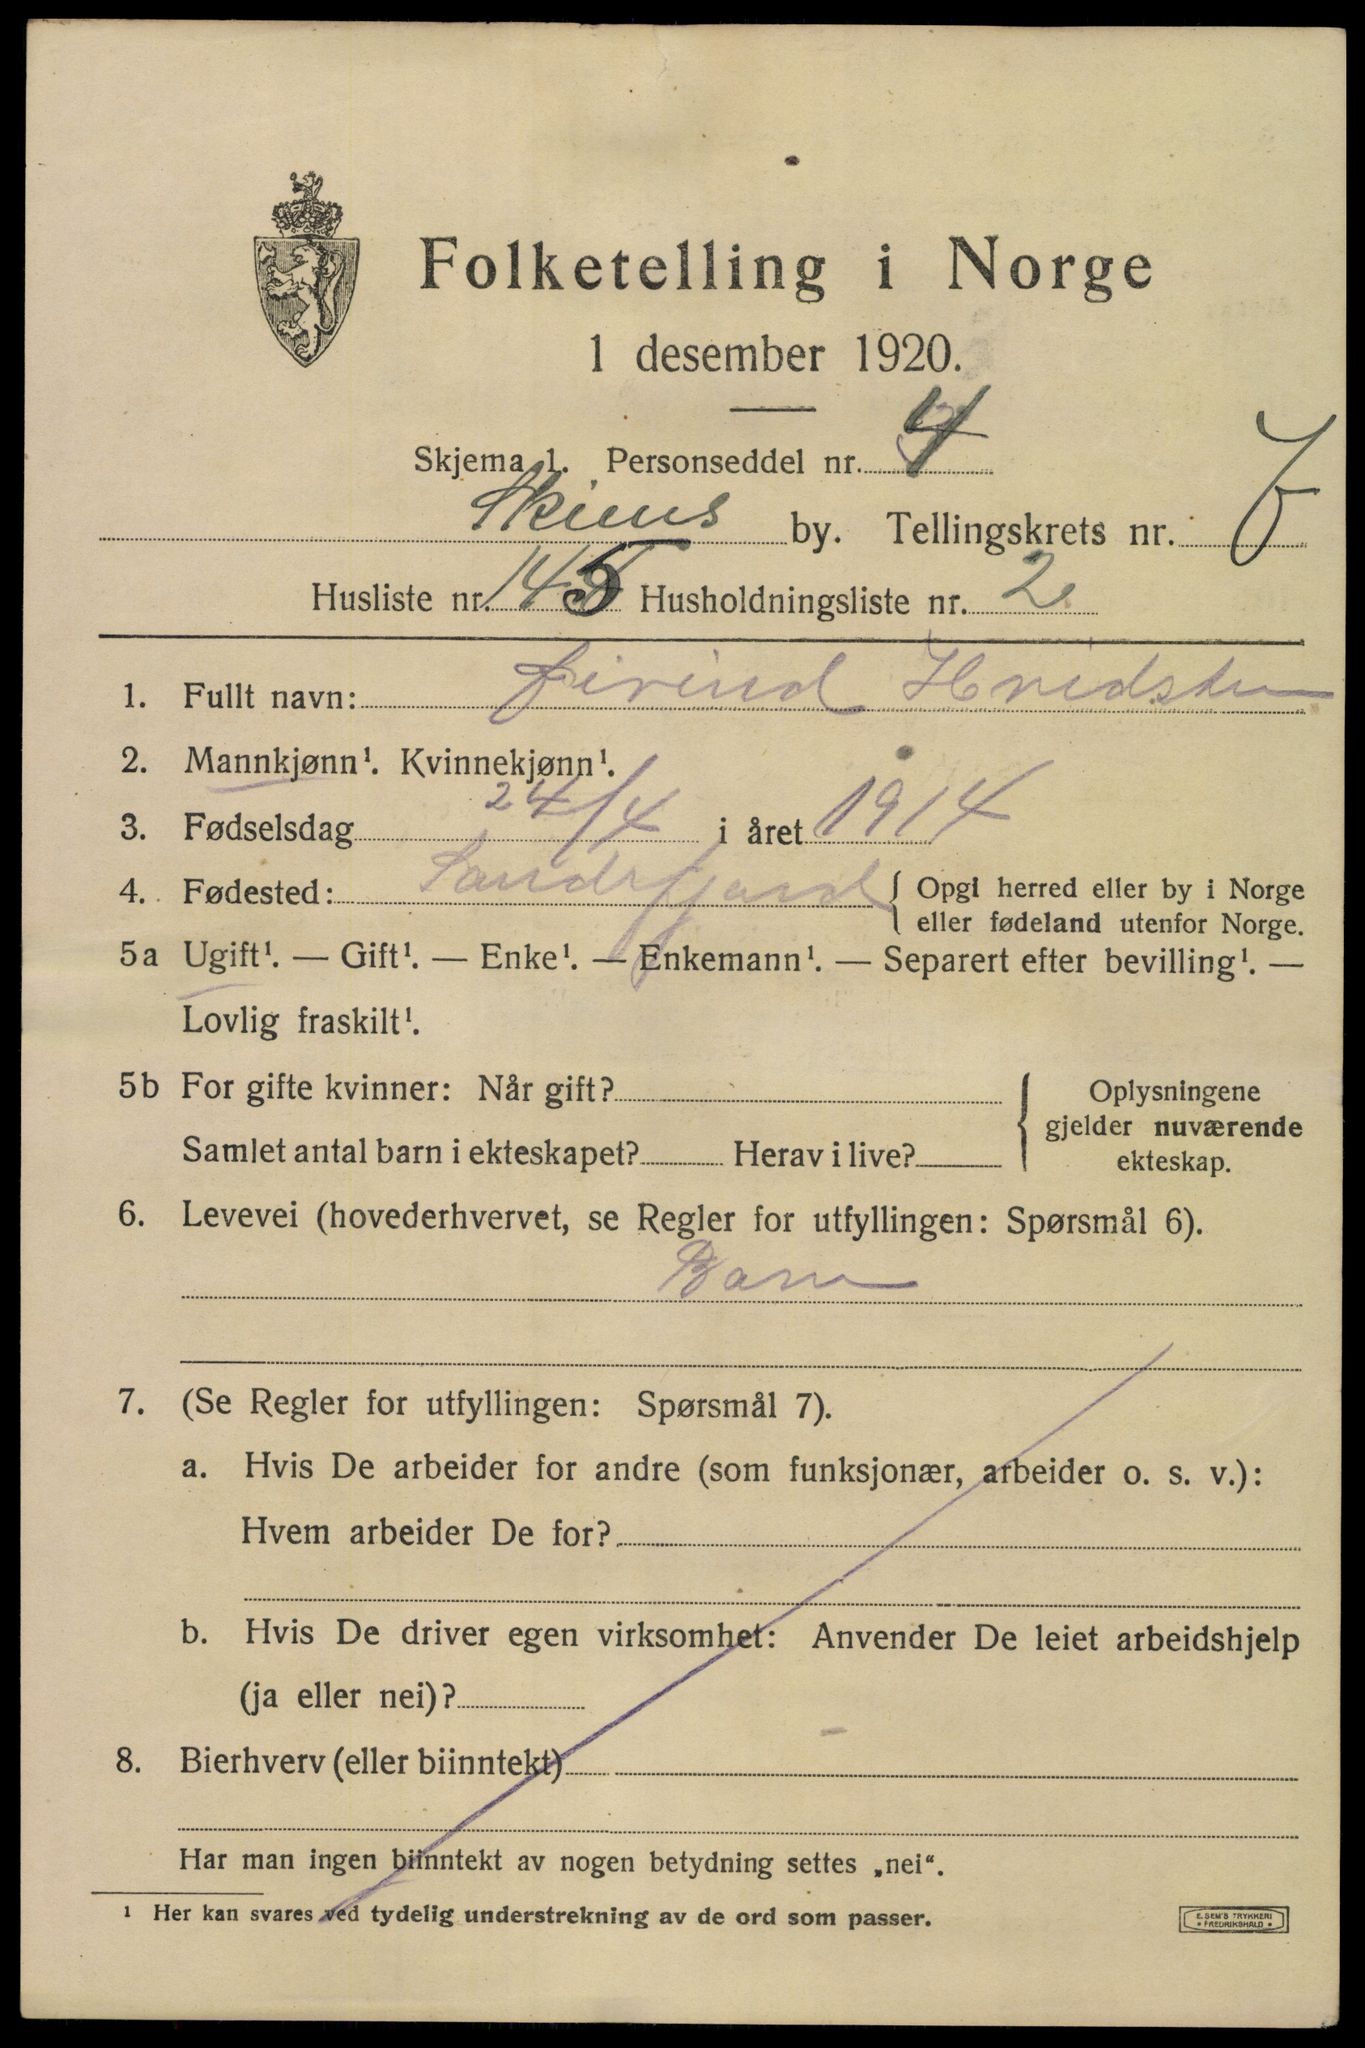 Folketelling i Norge
1 desember 1920.
Skjema 1. Personseddel nr. 4
Skiens by. Tellingskrets nr. 7
Husliste nr. 145 Husholdningsliste nr. 2
1. Fullt navn: Øivind Hvidsten
2. Mannkjønn¹. Kvinnekjønn¹.
3. Fødselsdag 24/4 i året 1914
4. Fødested: Sandefjord { Opgi herred eller by i Norge
eller fødeland utenfor Norge.
5a Ugift¹. — Gift¹. — Enke¹. — Enkemann¹. — Separert efter bevilling¹. —
Lovlig fraskilt¹.
5b For gifte kvinner: Når gift?
Samlet antal barn i ekteskapet? Herav i live?
Oplysningene
gjelder nuværende
ekteskap.
6. Levevei (hovederhvervet, se Regler for utfyllingen: Spørsmål 6).
Barn
7. (Se Regler for utfyllingen: Spørsmål 7).
a. Hvis De arbeider for andre (som funksjonær, arbeider o. s. v.):
Hvem arbeider De for?
b. Hvis De driver egen virksomhet: Anvender De leiet arbeidshjelp
(ja eller nei)?
8. Bierhverv (eller biinntekt)
Har man ingen biinntekt av nogen betydning settes „nei“.
¹ Her kan svares ved tydelig understrekning av de ord som passer.
E. SEM'S TRYKKERI
• FREDRIKSHALD •